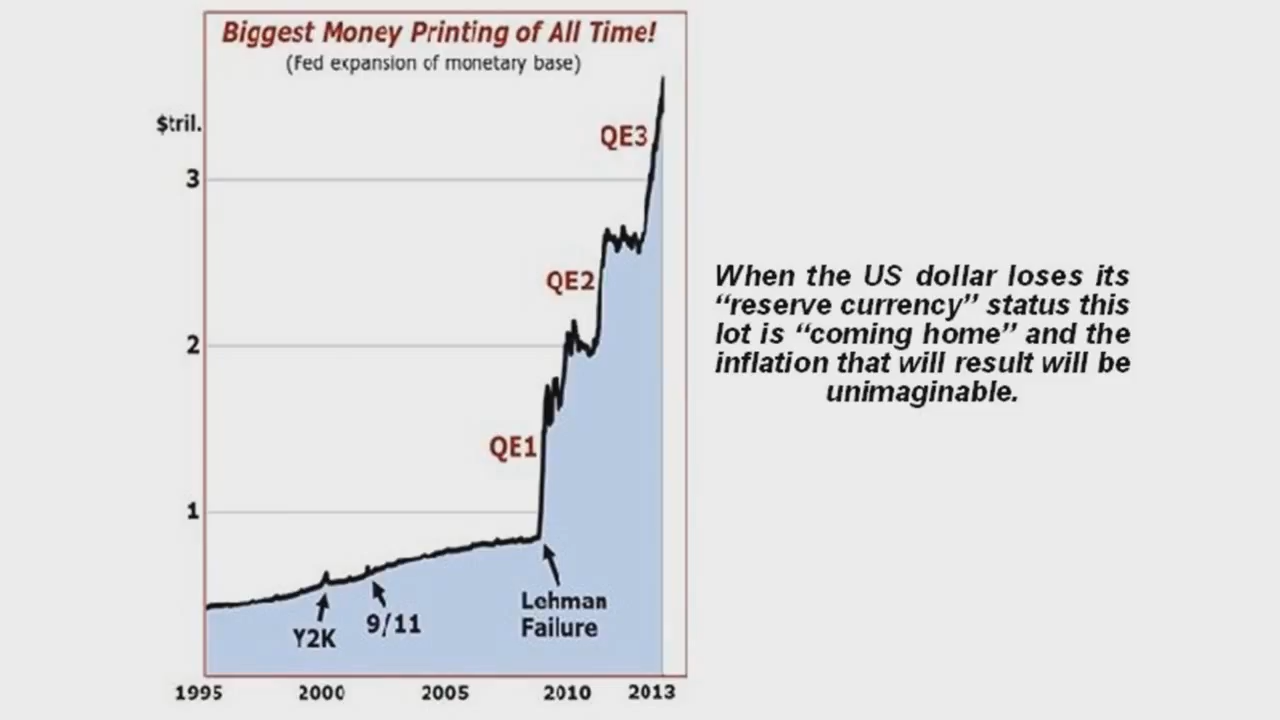 Biggest Money Printing of All Time!
(Fed expansion of monetary base)
$tril.
QE3
3
QE2
2
QE1
1
Lehman
Failure
9/11
Y2K
1995 2000 2005 2010 2013
When the US dollar loses its
“reserve currency” status this
lot is “coming home” and the
inflation that will result will be
unimaginable.